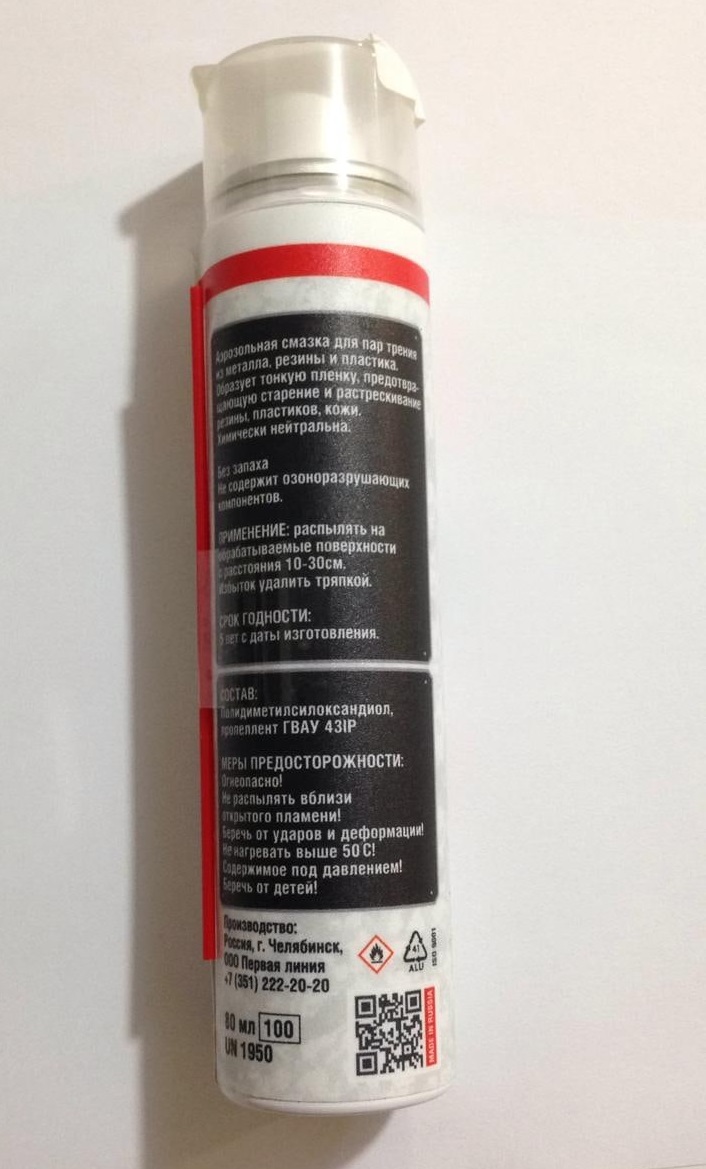 Аэрозольная смазка для пар трения
из металла, резины и пластика.
Образует тонкую пленку, предотвра-
щающую старение и растрескивание
резины, пластиков, кожи.
Химически нейтральна.
Без запаха
Не содержит озоноразрушающих
компонентов.
ПРИМЕНЕНИЕ: распылять на
обрабатываемые поверхности
с расстояния 10-30см.
Избыток удалить тряпкой.
СРОК ГОДНОСТИ:
5 лет с даты изготовления.
СОСТАВ:
Полидиметилсилоксандиол,
пропеллент ГВАУ 43IP
МЕРЫ ПРЕДОСТОРОЖНОСТИ:
Огнеопасно!
Не распылять вблизи
открытого пламени!
Беречь от ударов и деформации!
Не нагревать выше 50 С!
Содержимое под давлением!
Беречь от детей!
Производство:
Россия, г. Челябинск,
ООО Первая линия
+7 (351) 222-20-20
41
ALU
ISO 9001
80 мл 100
UN 1950
MADE IN RUSSIA